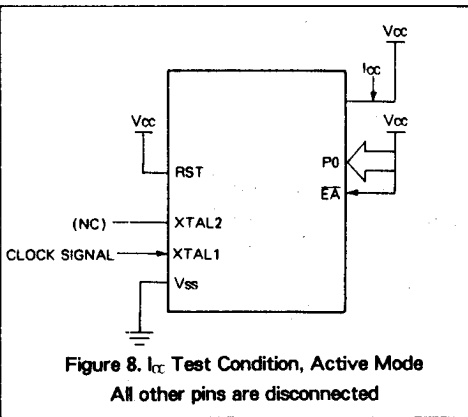 Vcc
Icc
Vcc
Vcc
P0
RST
EA
(NC)
XTAL2
CLOCK SIGNAL
XTAL1
Vss
Figure 8. Icc Test Condition, Active Mode
All other pins are disconnected